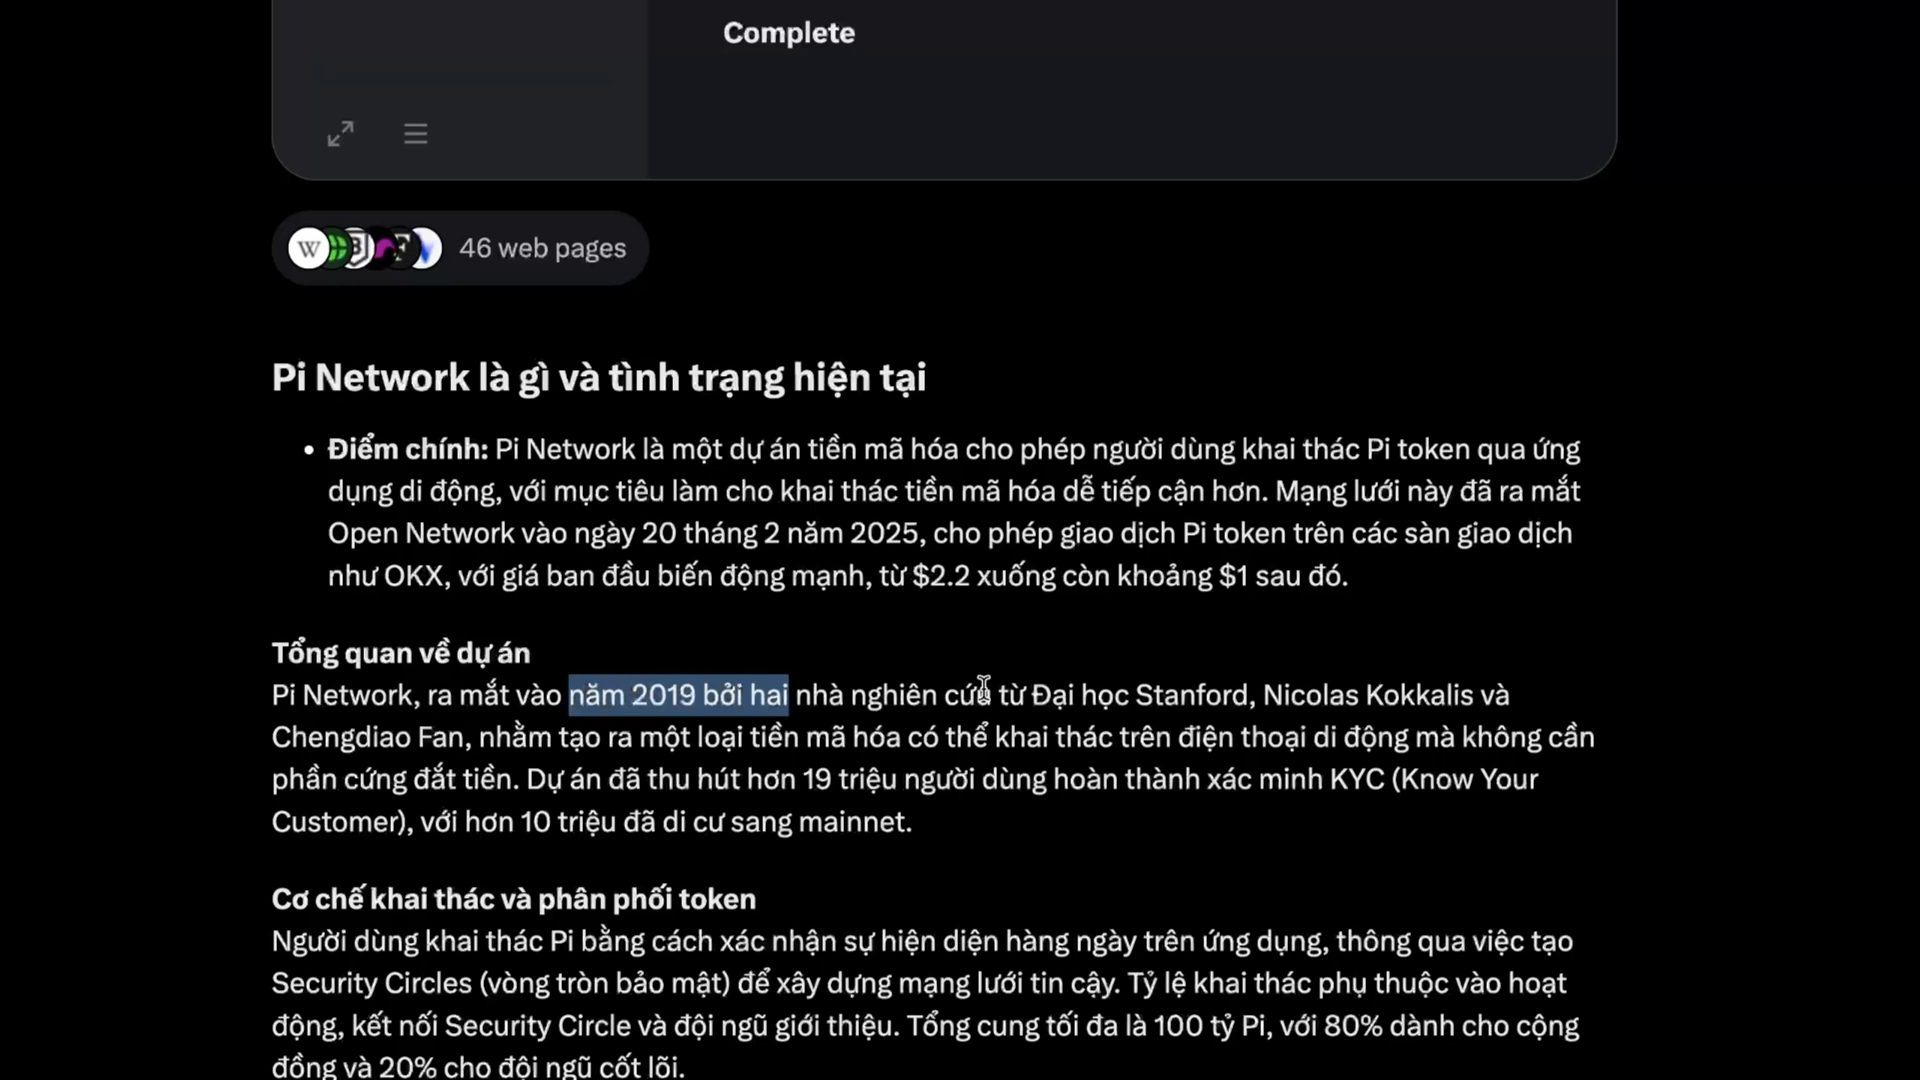 Complete
46 web pages
Pi Network là gì và tình trạng hiện tại
• Điểm chính: Pi Network là một dự án tiền mã hóa cho phép người dùng khai thác Pi token qua ứng
dụng di động, với mục tiêu làm cho khai thác tiền mã hóa dễ tiếp cận hơn. Mạng lưới này đã ra mắt
Open Network vào ngày 20 tháng 2 năm 2025, cho phép giao dịch Pi token trên các sàn giao dịch
như OKX, với giá ban đầu biến động mạnh, từ $2.2 xuống còn khoảng $1 sau đó.
Tổng quan về dự án
Pi Network, ra mắt vào năm 2019 bởi hai nhà nghiên cứu từ Đại học Stanford, Nicolas Kokkalis và
Chengdiao Fan, nhằm tạo ra một loại tiền mã hóa có thể khai thác trên điện thoại di động mà không cần
phần cứng đắt tiền. Dự án đã thu hút hơn 19 triệu người dùng hoàn thành xác minh KYC (Know Your
Customer), với hơn 10 triệu đã di cư sang mainnet.
Cơ chế khai thác và phân phối token
Người dùng khai thác Pi bằng cách xác nhận sự hiện diện hàng ngày trên ứng dụng, thông qua việc tạo
Security Circles (vòng tròn bảo mật) để xây dựng mạng lưới tin cậy. Tỷ lệ khai thác phụ thuộc vào hoạt
động, kết nối Security Circle và đội ngũ giới thiệu. Tổng cung tối đa là 100 tỷ Pi, với 80% dành cho cộng
đồng và 20% cho đội ngũ cốt lõi.